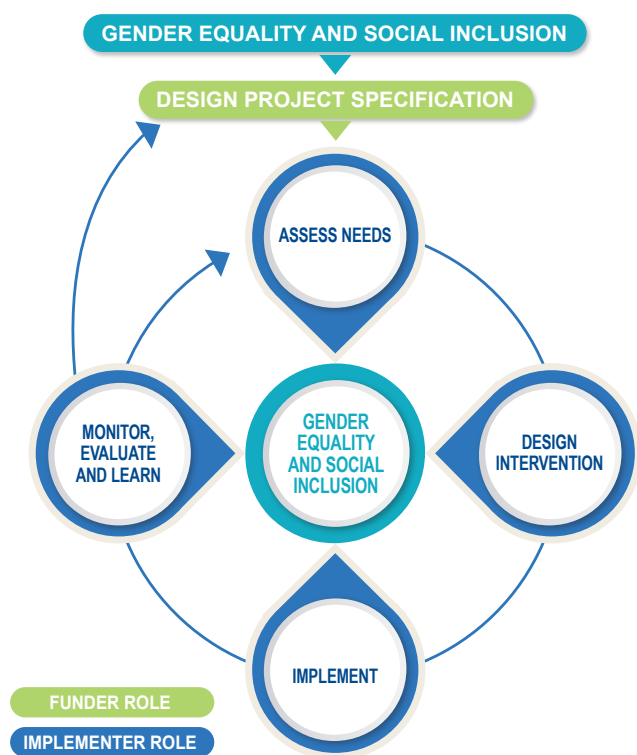 GENDER EQUALITY AND SOCIAL INCLUSION
DESIGN PROJECT SPECIFICATION
ASSESS NEEDS
MONITOR,
EVALUATE
AND LEARN
GENDER
EQUALITY
AND SOCIAL
INCLUSION
DESIGN
INTERVENTION
IMPLEMENT
FUNDER ROLE
IMPLEMENTER ROLE